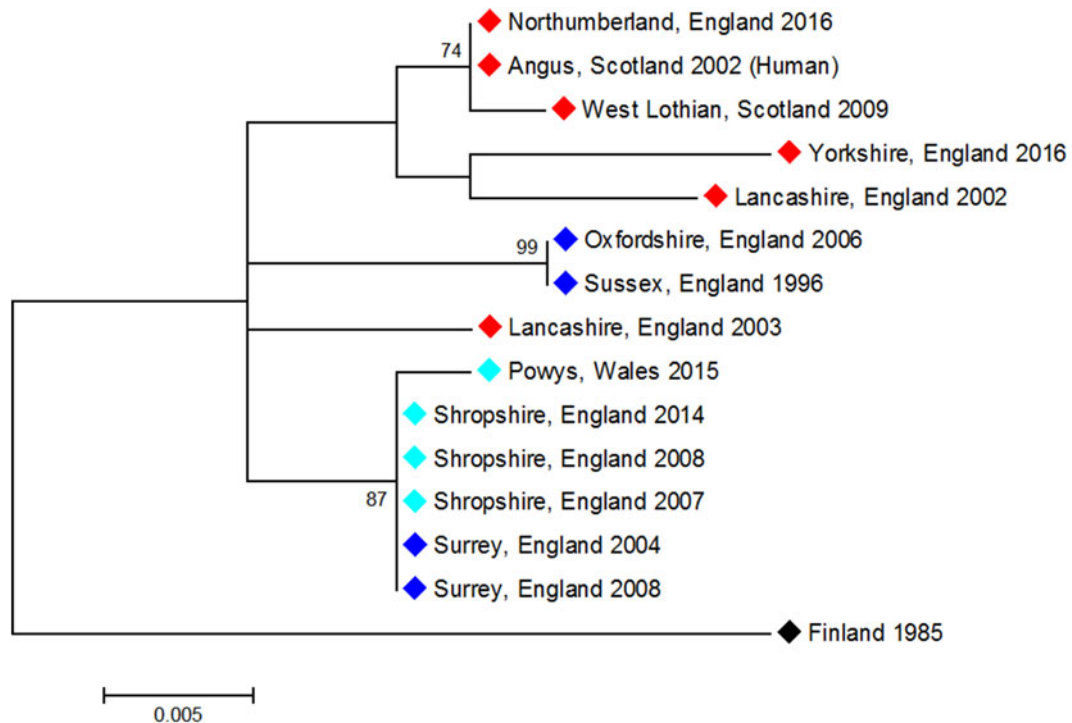 Northumberland, England 2016
74
Angus, Scotland 2002 (Human)
West Lothian, Scotland 2009
Yorkshire, England 2016
Lancashire, England 2002
Oxfordshire, England 2006
99
Sussex, England 1996
Lancashire, England 2003
Powys, Wales 2015
Shropshire, England 2014
Shropshire, England 2008
Shropshire, England 2007
87
Surrey, England 2004
Surrey, England 2008
Finland 1985
0.005